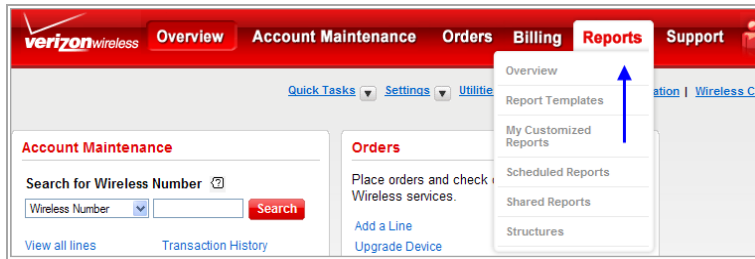 verizonwireless Overview Account Maintenance Orders Billing Reports Support
Quick Tasks Settings Utilitie ation | Wireless C
Overview
Report Templates
My Customized
Reports
Scheduled Reports
Shared Reports
Structures
Account Maintenance
Search for Wireless Number
Wireless Number Search
View all lines Transaction History
Orders
Place orders and check
Wireless services.
Add a Line
Upgrade Device